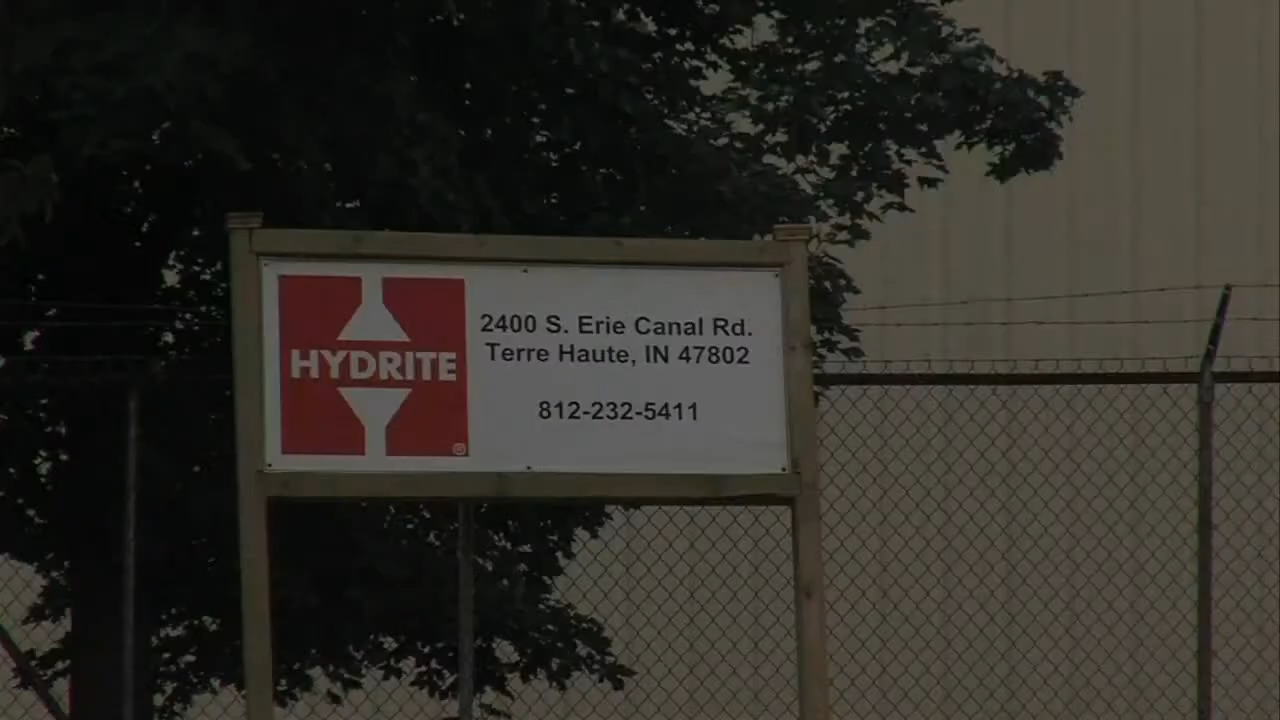 HYDRITE
®
2400 S. Erie Canal Rd.
Terre Haute, IN 47802
812-232-5411